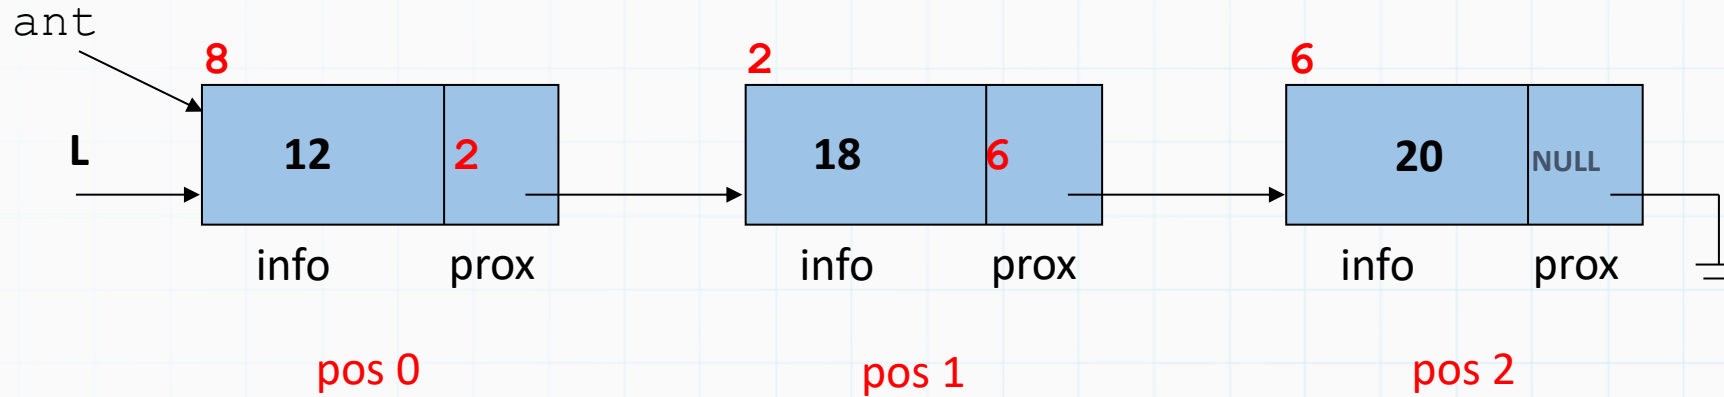 ant
8 2 6
L 12 2 18 6 20 NULL
info prox info prox info prox
pos 0 pos 1 pos 2